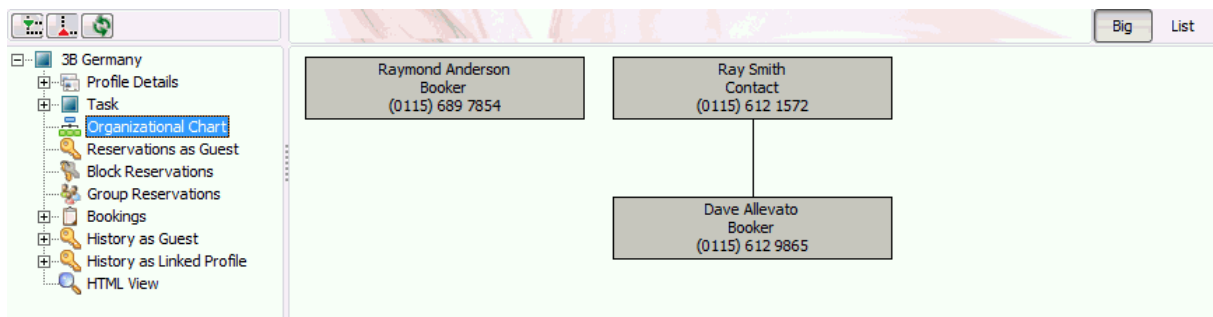 Big
List
3B Germany
Profile Details
Task
Organizational Chart
Reservations as Guest
Block Reservations
Group Reservations
Bookings
History as Guest
History as Linked Profile
HTML View
Raymond Anderson
Booker
(0115) 689 7854
Ray Smith
Contact
(0115) 612 1572
Dave Allevato
Booker
(0115) 612 9865